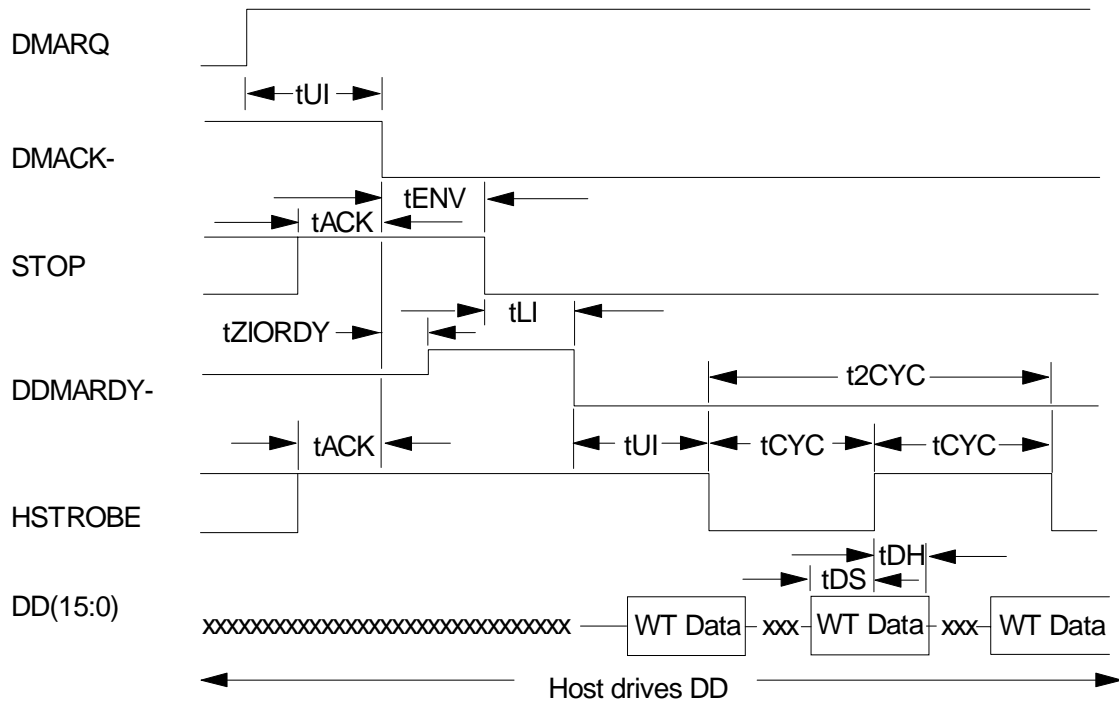 DMARQ
tUI
DMACK-
tENV
tACK
STOP
tLI
tZIORDY
t2CYC
DDMARDY-
tACK
tUI
tCYC
tCYC
HSTROBE
tDH
tDS
DD(15:0)
xxxxxxxxxxxxxxxxxxxxxxxxxxxxxxx WT Data xxx WT Data xxx WT Data
Host drives DD